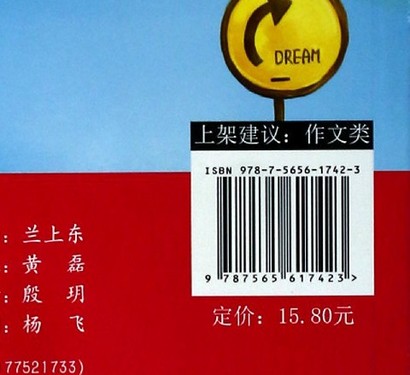 DREAM
上架建议：作文类
ISBN 978-7-5656-1742-3
9 787565 617423 >
：兰上东
：黄 磊
：殷 玥
：杨 飞
定价：15.80元
77521733)